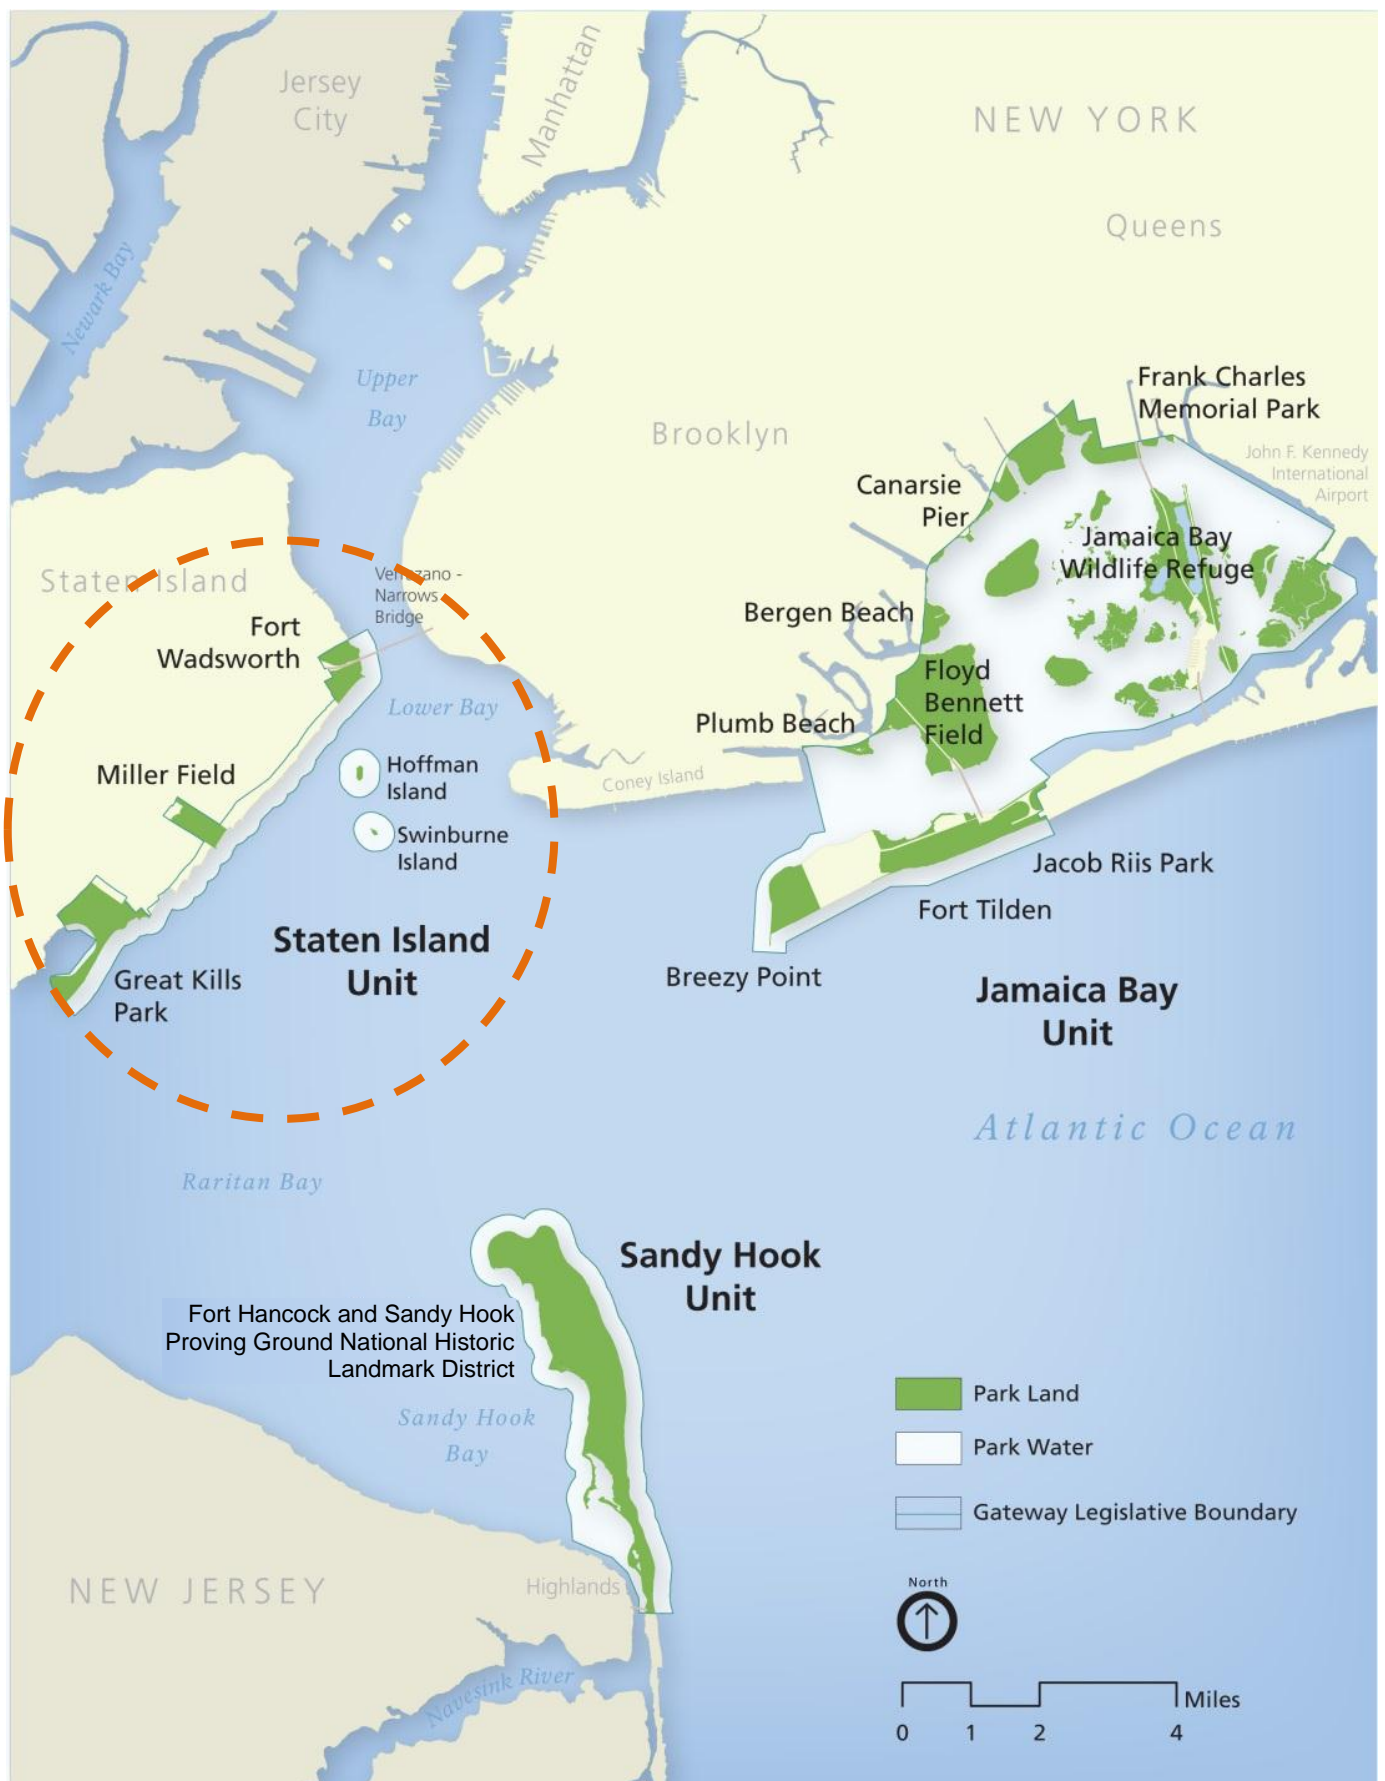 Jersey
City
Manhattan
NEW YORK
Queens
Newark Bay
Upper
Bay
Brooklyn
Frank Charles
Memorial Park
John F. Kennedy
International
Airport
Canarsie
Pier
Jamaica Bay
Wildlife Refuge
Staten Island
Verrazano -
Narrows
Bridge
Fort
Wadsworth
Bergen Beach
Floyd
Bennett
Field
Lower Bay
Plumb Beach
Miller Field
Hoffman
Island
Coney Island
Swinburne
Island
Jacob Riis Park
Fort Tilden
Staten Island
Unit
Great Kills
Park
Breezy Point
Jamaica Bay
Unit
Atlantic Ocean
Raritan Bay
Sandy Hook
Unit
Fort Hancock and Sandy Hook
Proving Ground National Historic
Landmark District
Sandy Hook
Bay
Park Land
Park Water
Gateway Legislative Boundary
NEW JERSEY
Highlands
North
Navesink River
Miles
0 1 2 4